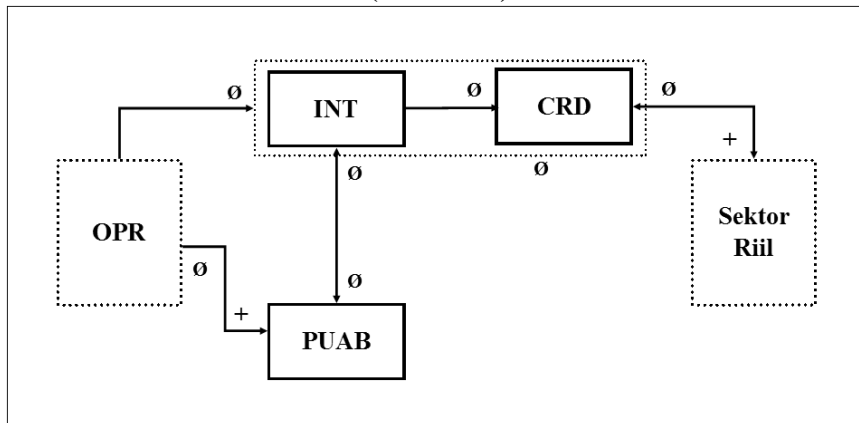 Ø
INT
Ø
CRD
Ø
Ø
Ø
+
OPR
Ø
+
Ø
PUAB
Sektor
Riil